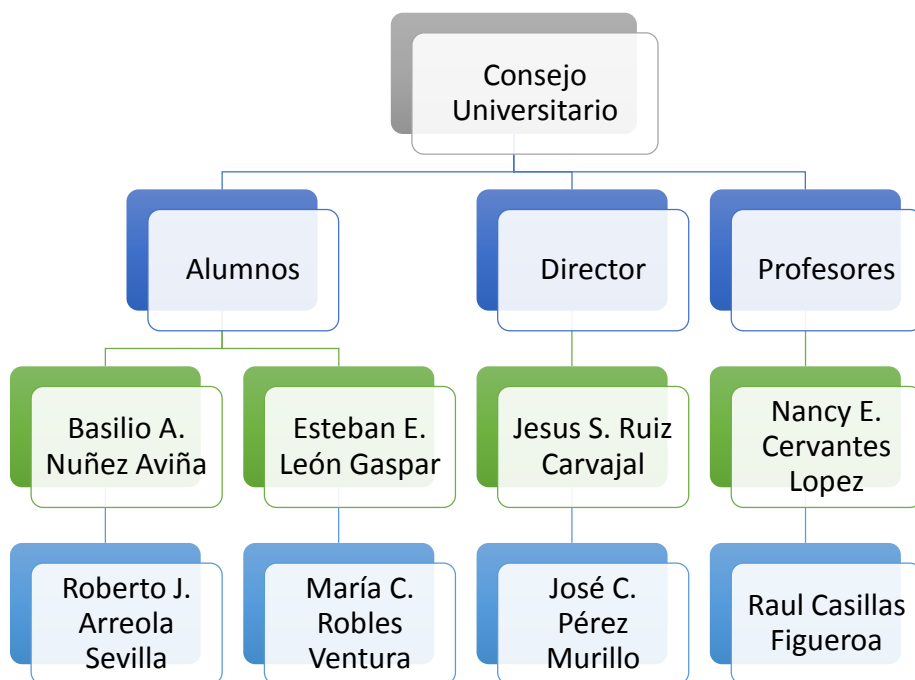 Consejo
Universitario
Alumnos
Director
Profesores
Basilio A.
Nuñez Aviña
Esteban E.
León Gaspar
Jesus S. Ruiz
Carvajal
Nancy E.
Cervantes
Lopez
Roberto J.
Arreola
Sevilla
María C.
Robles
Ventura
José C.
Pérez
Murillo
Raul Casillas
Figueroa